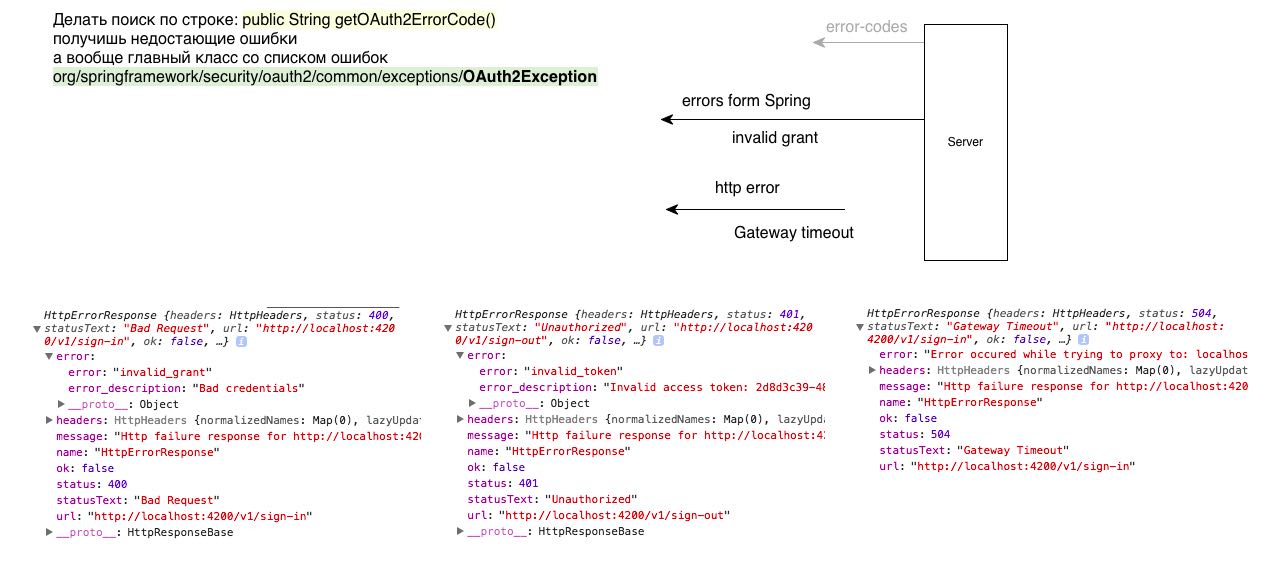 Делать поиск по строке: public String getOAuth2ErrorCode()
получишь недостающие ошибки
а вообще главный класс со списком ошибок
org/springframework/security/oauth2/common/exceptions/OAuth2Exception
error-codes
errors form Spring
invalid grant
http error
Gateway timeout
Server
HttpErrorResponse {headers: HttpHeaders, status: 400,
statusText: "Bad Request", url: "http://localhost:420
0/v1/sign-in", ok: false, …} i
error:
error: "invalid_grant"
error_description: "Bad credentials"
__proto__: Object
headers: HttpHeaders {normalizedNames: Map(0), lazyUpdat
message: "Http failure response for http://localhost:420
name: "HttpErrorResponse"
ok: false
status: 400
statusText: "Bad Request"
url: "http://localhost:4200/v1/sign-in"
__proto__: HttpResponseBase
HttpErrorResponse {headers: HttpHeaders, status: 401,
statusText: "Unauthorized", url: "http://localhost:420
0/v1/sign-out", ok: false, …} i
error:
error: "invalid_token"
error_description: "Invalid access token: 2d8d3c39-48
__proto__: Object
headers: HttpHeaders {normalizedNames: Map(0), lazyUpda
message: "Http failure response for http://localhost:4
name: "HttpErrorResponse"
ok: false
status: 401
statusText: "Unauthorized"
url: "http://localhost:4200/v1/sign-out"
__proto__: HttpResponseBase
HttpErrorResponse {headers: HttpHeaders, status: 504,
statusText: "Gateway Timeout", url: "http://localhost:
4200/v1/sign-in", ok: false, …} i
error: "Error occured while trying to proxy to: localhos
headers: HttpHeaders {normalizedNames: Map(0), lazyUpdat
message: "Http failure response for http://localhost:420
name: "HttpErrorResponse"
ok: false
status: 504
statusText: "Gateway Timeout"
url: "http://localhost:4200/v1/sign-in"